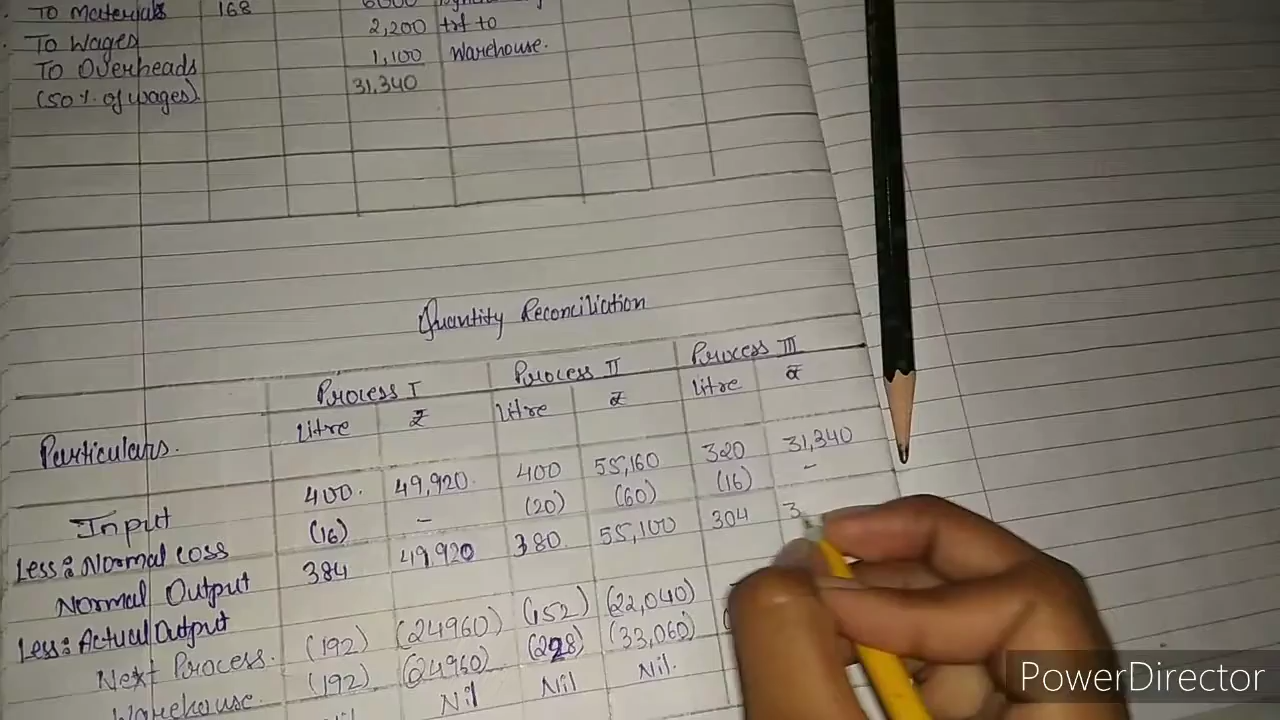 To Materials 168 6000
To Wages 2,200 trf to
To Overheads 1,100 Warehouse.
(50% of wages) 31,340
Quantity Reconciliation
Particulars. Process I Process II Process III
Litre ₹ Litre ₹ Litre ₹
Input 400. 49,920. 400 55,160 320 31,340
Less: Normal Loss (16) - (20) (60) (16) -
Normal Output 384 49,920 380 55,100 304 3
Less: Actual Output
Next Process. (192) (24960) (152) (22,040)
Warehouse. (192) (24960) (228) (33,060)
Nil Nil Nil.
PowerDirector